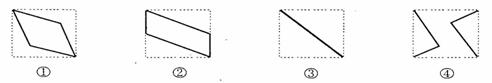 ① ② ③ ④